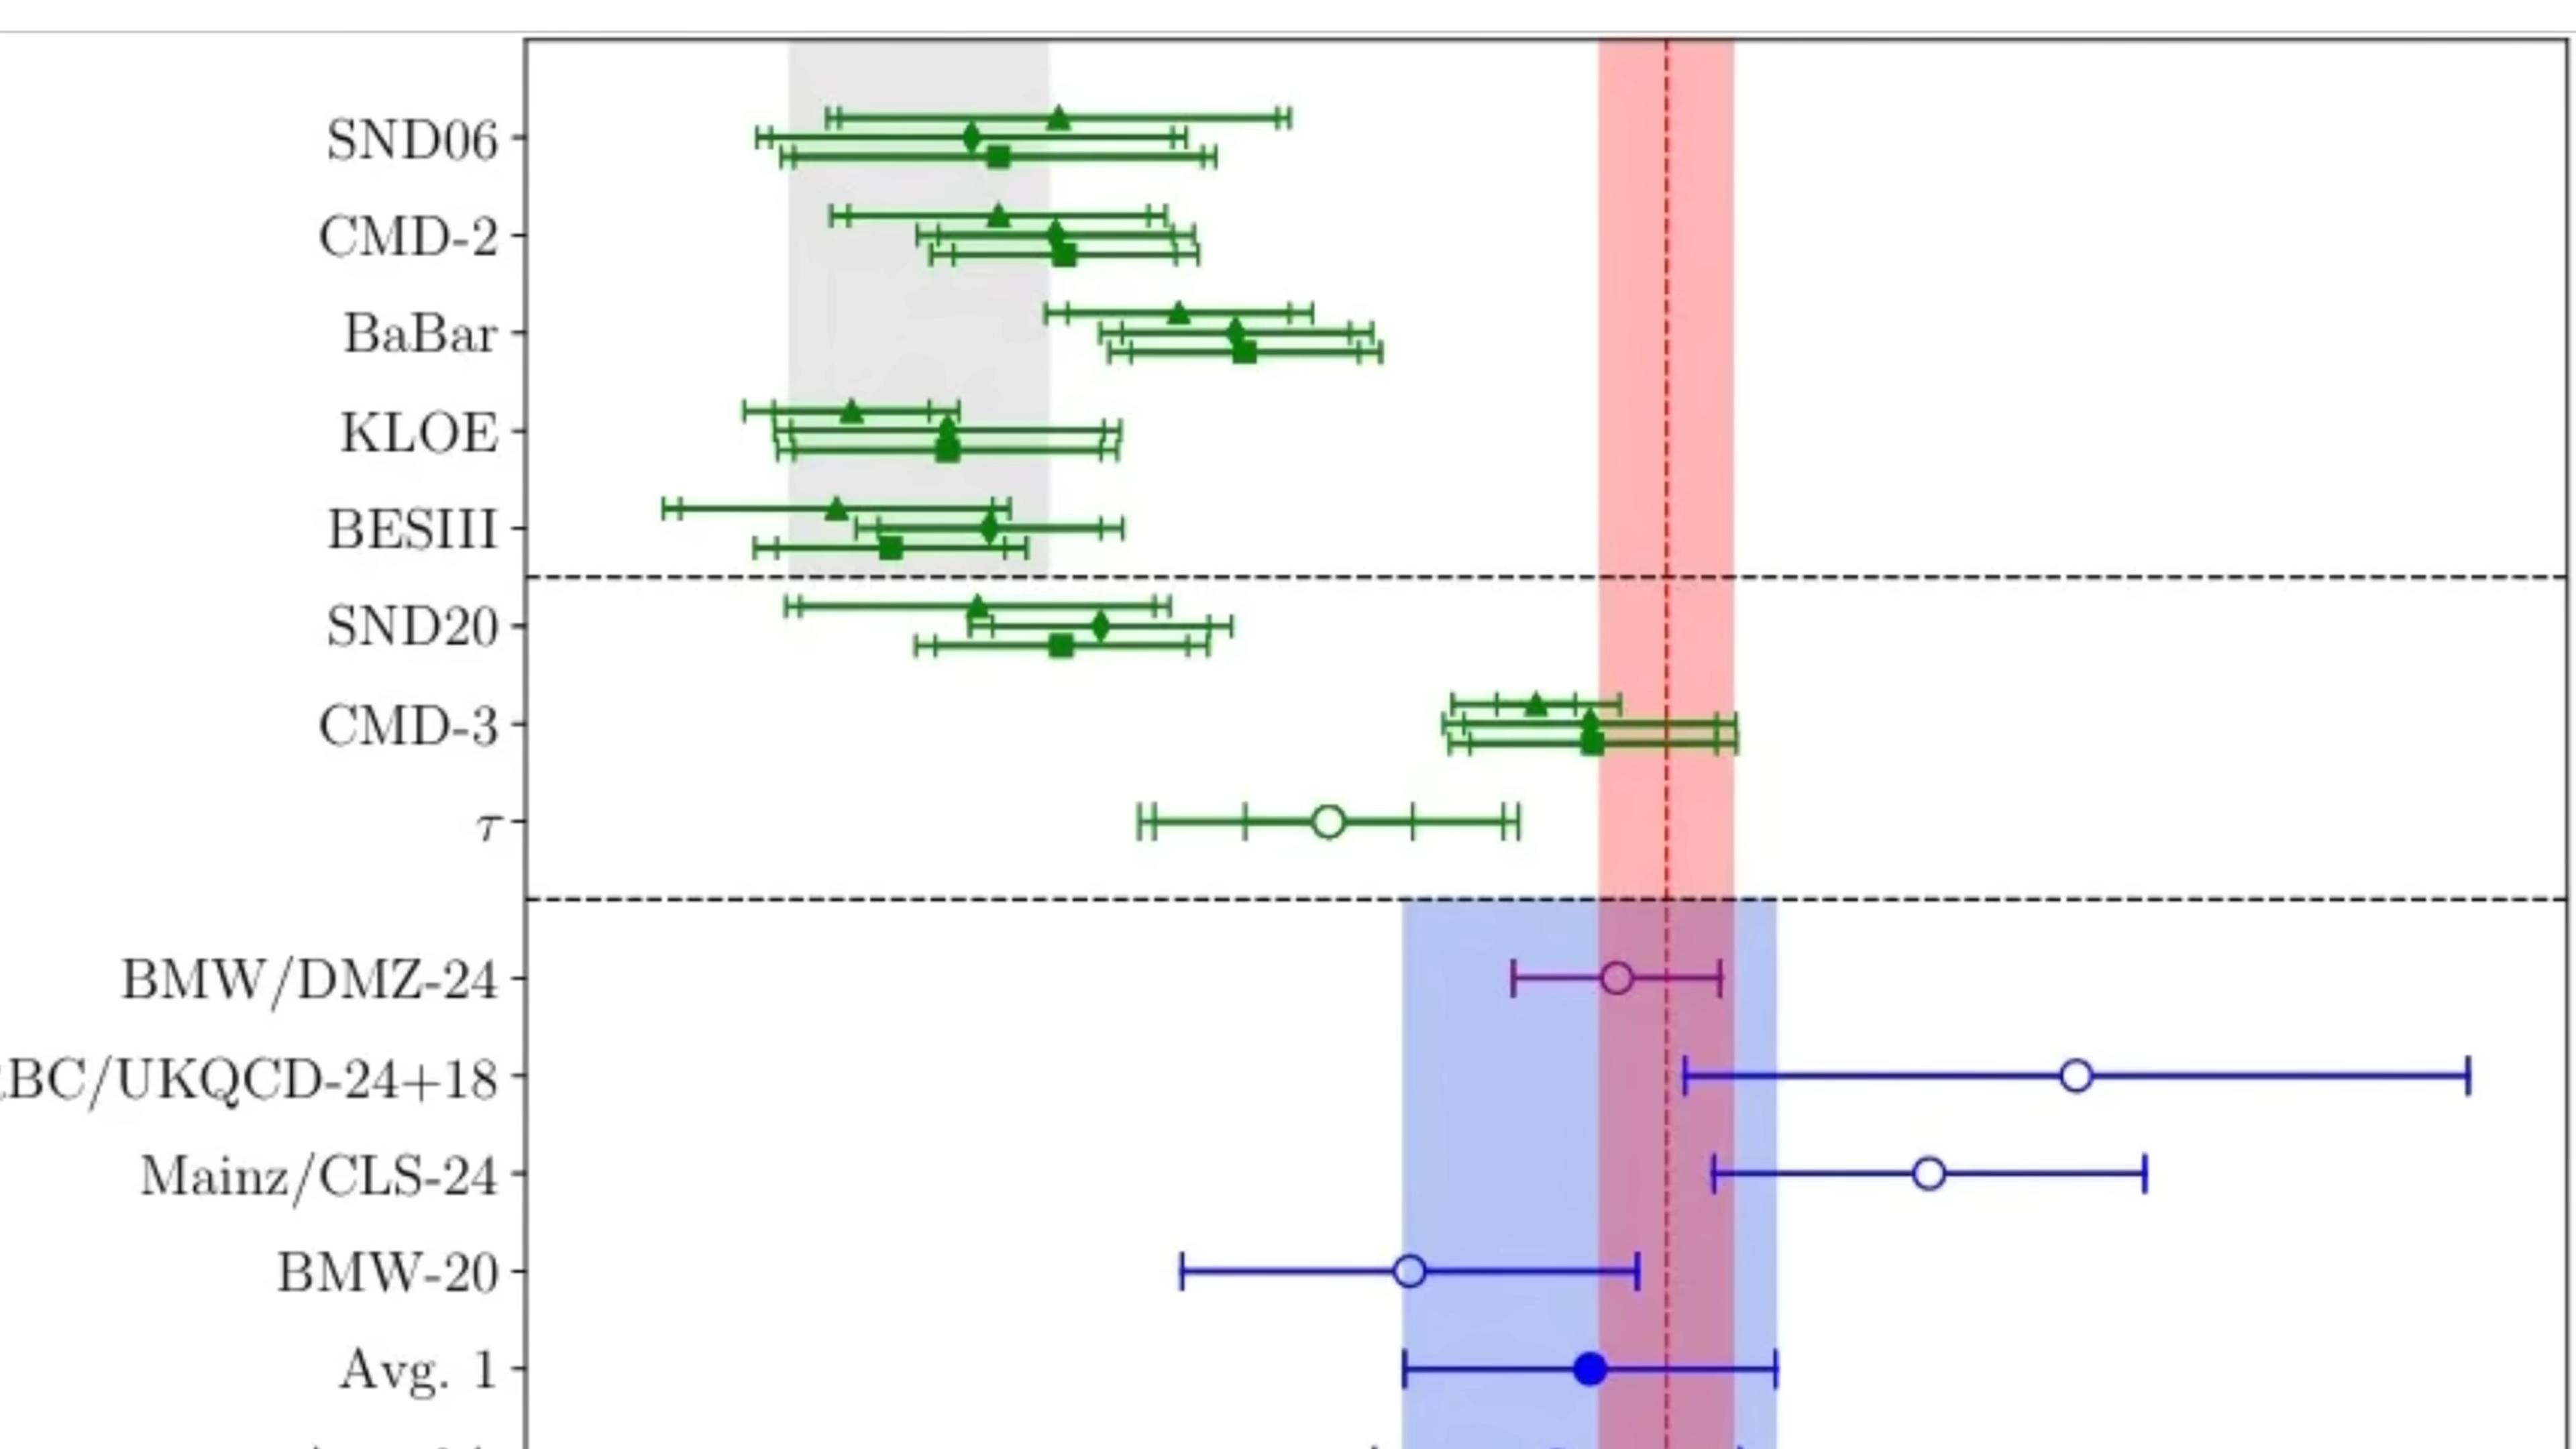 SND06
CMD-2
BaBar
KLOE
BESIII
SND20
CMD-3
τ
BMW/DMZ-24
BC/UKQCD-24+18
Mainz/CLS-24
BMW-20
Avg. 1